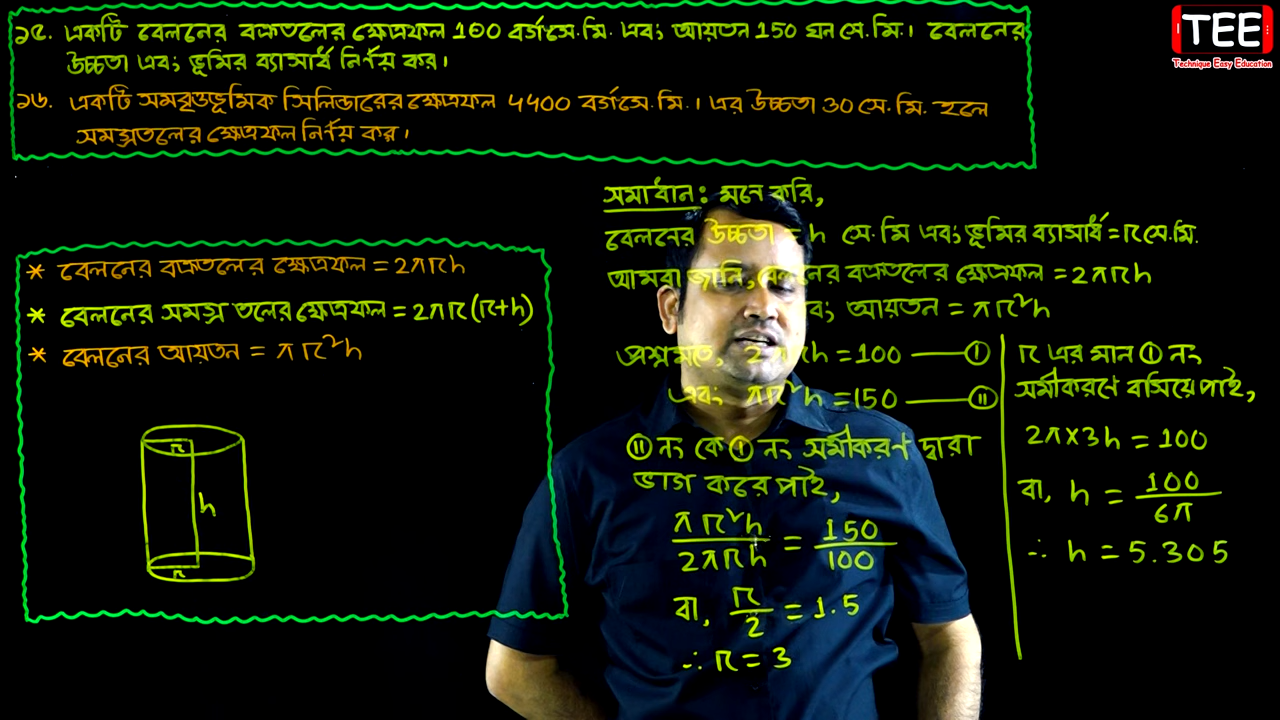 ১৫. একটি বেলনের বক্রতলের ক্ষেত্রফল 100 বর্গসে.মি. এবং আয়তন 150 ঘন সে.মি.। বেলনের
উচ্চতা এবং ভূমির ব্যাসার্ধ নির্ণয় কর।
১৬. একটি সমবৃত্তভূমিক সিলিন্ডারের ক্ষেত্রফল 4400 বর্গসে.মি.। এর উচ্চতা 30 সে.মি. হলে
সমগ্রতলের ক্ষেত্রফল নির্ণয় কর।
TEE
Technique Easy Education
* বেলনের বক্রতলের ক্ষেত্রফল = 2πrh
* বেলনের সমগ্র তলের ক্ষেত্রফল = 2πr(r+h)
* বেলনের আয়তন = πr²h
r
h
r
সমাধান: মনে করি,
বেলনের উচ্চতা = h সে.মি এবং ভূমির ব্যাসার্ধ = r সে.মি.
আমরা জানি, বেলনের বক্রতলের ক্ষেত্রফল = 2πrh
এবং আয়তন = πr²h
প্রশ্নমতে, 2πrh = 100 — (i)
এবং πr²h = 150 — (ii)
(ii) নং কে (i) নং সমীকরণ দ্বারা
ভাগ করে পাই,
πr²h / 2πrh = 150 / 100
বা, r/2 = 1.5
∴ r = 3
r এর মান (i) নং
সমীকরণে বসিয়ে পাই,
2π×3h = 100
বা, h = 100 / 6π
∴ h = 5.305